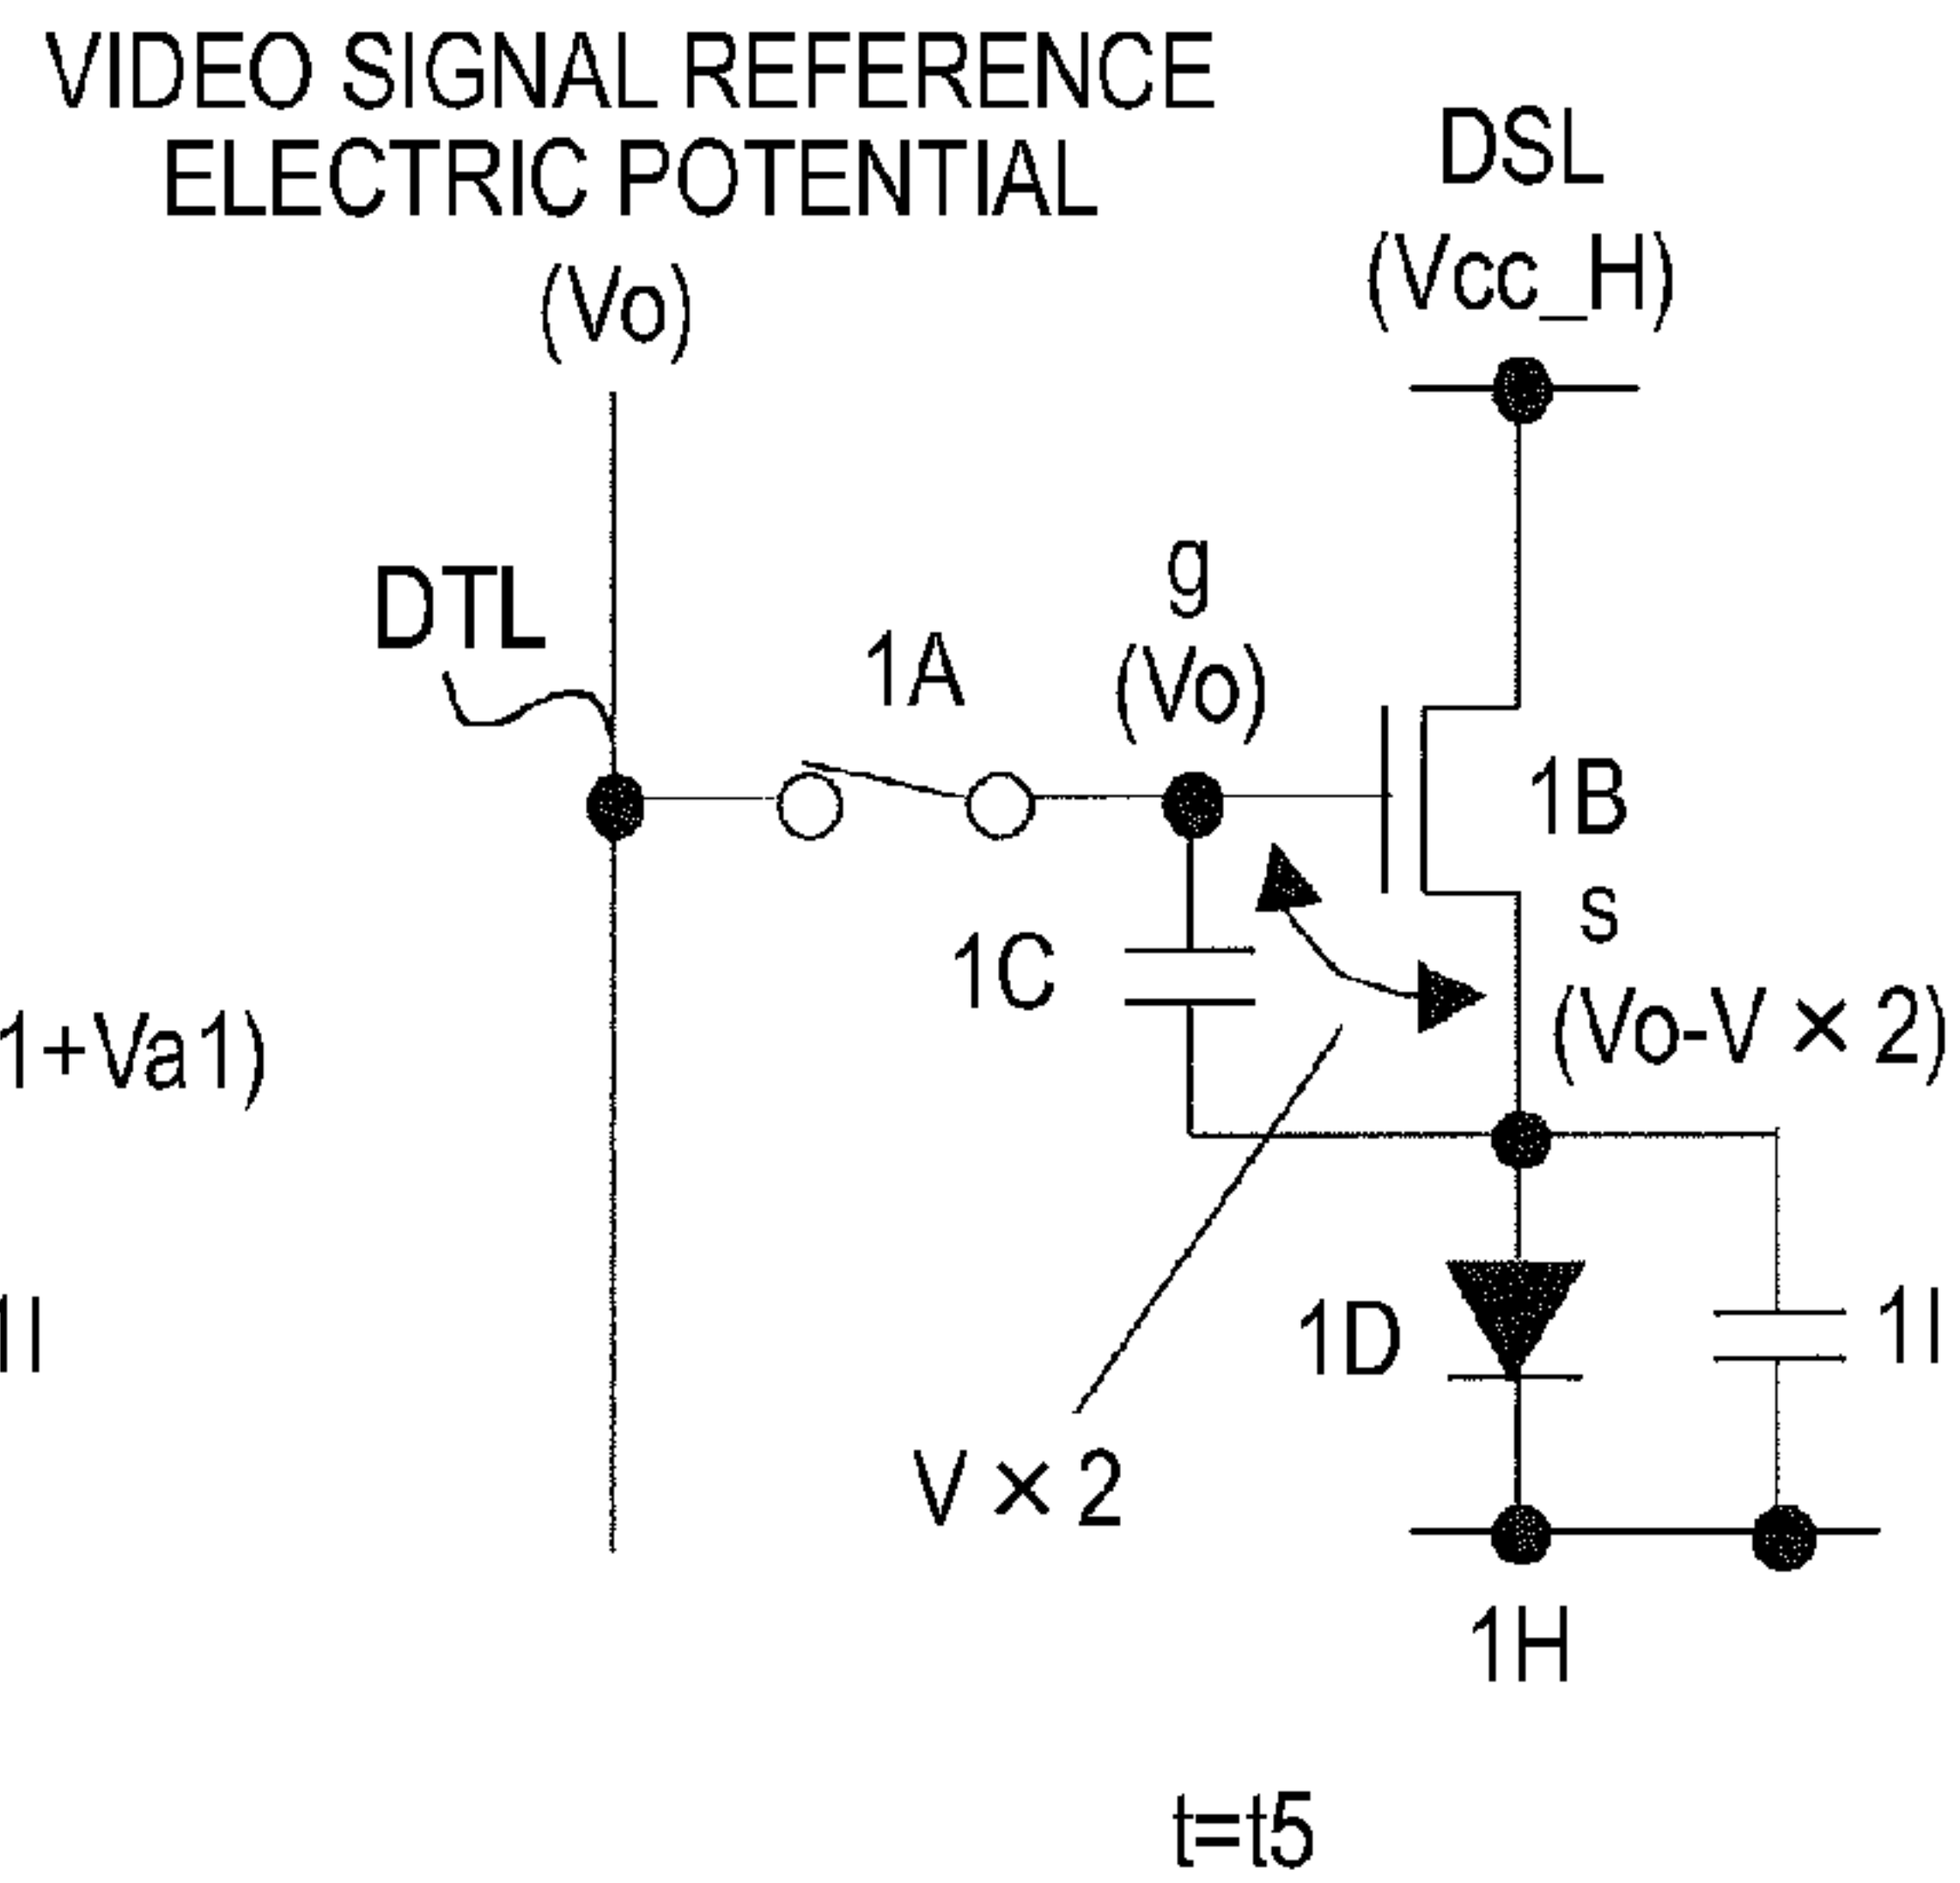 VIDEO SIGNAL REFERENCE
ELECTRIC POTENTIAL
(Vo)
DSL
(Vcc_H)
DTL
1A
g
(Vo)
1B
s
(Vo-V×2)
1C
1+Va1)
1I
1D
1I
V×2
1H
t=t5